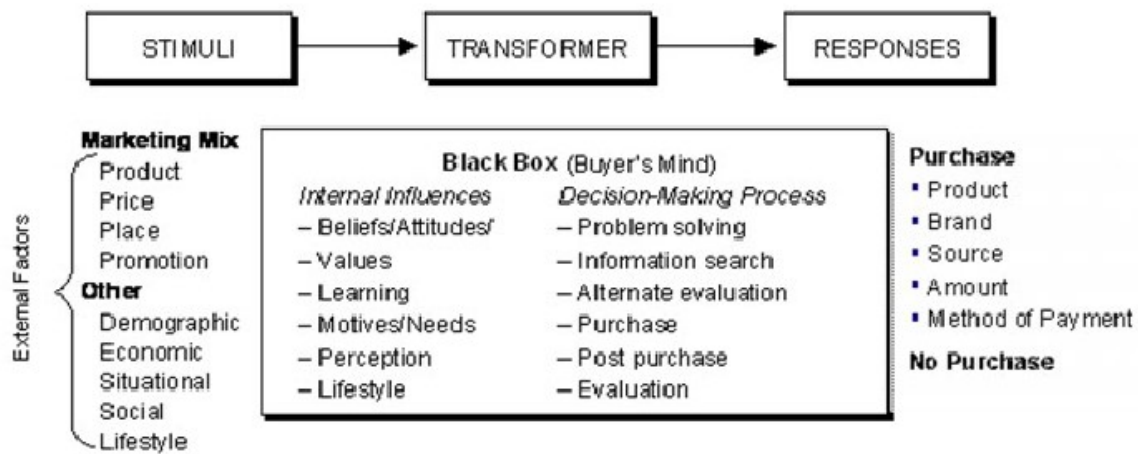 STIMULI
TRANSFORMER
RESPONSES
External Factors
Marketing Mix
Product
Price
Place
Promotion
Other
Demographic
Economic
Situational
Social
Lifestyle
Black Box (Buyer's Mind)
Internal Influences
– Beliefs/Attitudes/
– Values
– Learning
– Motives/Needs
– Perception
– Lifestyle
Decision-Making Process
– Problem solving
– Information search
– Alternate evaluation
– Purchase
– Post purchase
– Evaluation
Purchase
▪ Product
▪ Brand
▪ Source
▪ Amount
▪ Method of Payment
No Purchase